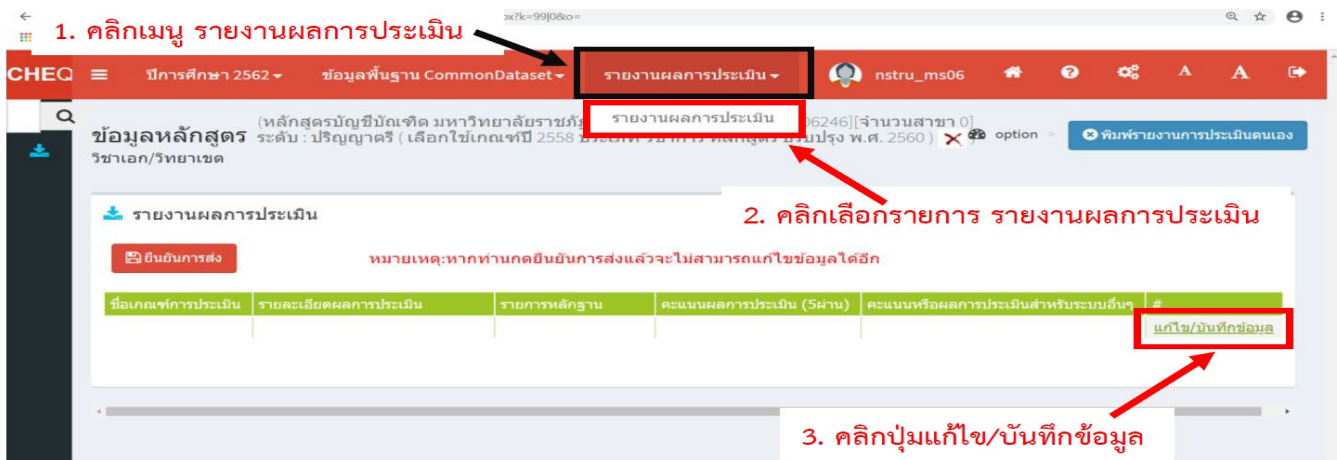 ox?k=99|0&o=
1. คลิกเมนู รายงานผลการประเมิน
CHEQ ปีการศึกษา 2562 ข้อมูลพื้นฐาน CommonDataset รายงานผลการประเมิน nstru_ms06 A A
รายงานผลการประเมิน
(หลักสูตรบัญชีบัณฑิต มหาวิทยาลัยราชภัฏ 06246][จำนวนสาขา 0]
ข้อมูลหลักสูตร ระดับ : ปริญญาตรี ( เลือกใช้เกณฑ์ปี 2558 ประเภท วิชาการ หลักสูตร ปรับปรุง พ.ศ. 2560 ) option > พิมพ์รายงานการประเมินตนเอง
วิชาเอก/วิทยาเขต
2. คลิกเลือกรายการ รายงานผลการประเมิน
รายงานผลการประเมิน
ยืนยันการส่ง หมายเหตุ:หากท่านกดยืนยันการส่งแล้วจะไม่สามารถแก้ไขข้อมูลได้อีก
ชื่อเกณฑ์การประเมิน รายละเอียดผลการประเมิน รายการหลักฐาน คะแนนผลการประเมิน (5ผ่าน) คะแนนหรือผลการประเมินสำหรับระบบอื่นๆ #
แก้ไข/บันทึกข้อมูล
3. คลิกปุ่มแก้ไข/บันทึกข้อมูล